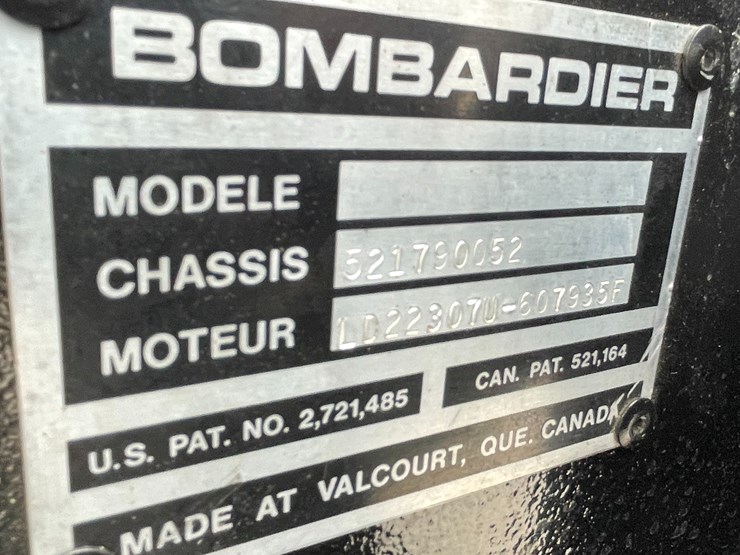 BOMBARDIER
MODELE
CHASSIS 521790052
MOTEUR LD22307U-607935F
U.S. PAT. NO. 2,721,485 CAN. PAT. 521,164
MADE AT VALCOURT, QUE. CANADA